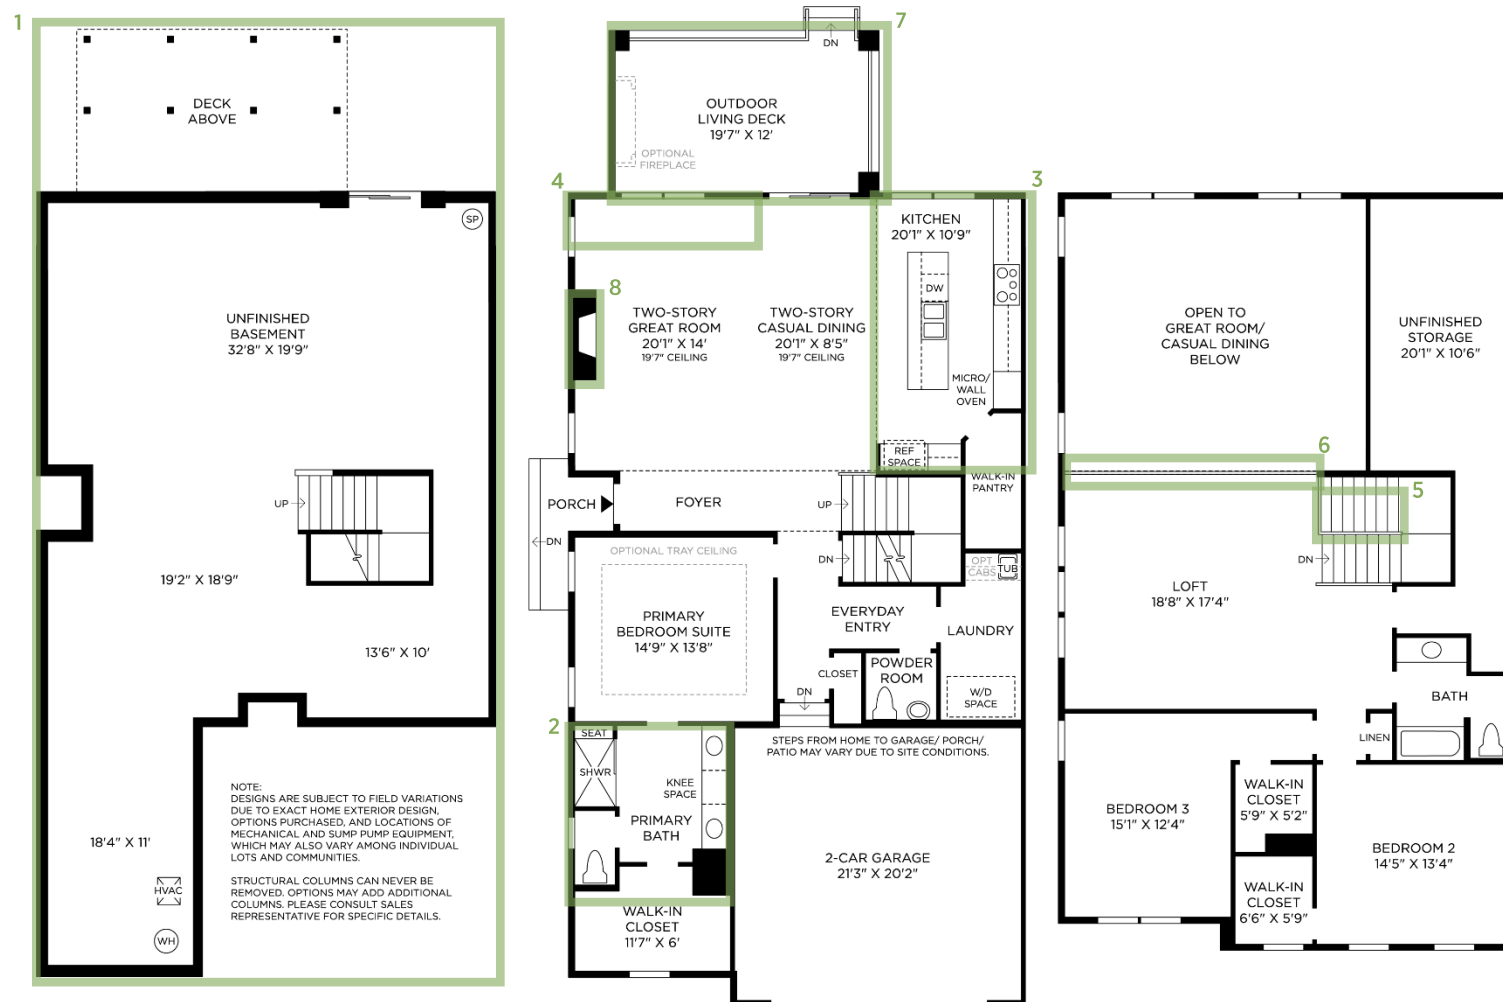 1
DECK
ABOVE
SP
UNFINISHED
BASEMENT
32'8" X 19'9"
UP
19'2" X 18'9"
13'6" X 10'
18'4" X 11'
HVAC
WH
NOTE:
DESIGNS ARE SUBJECT TO FIELD VARIATIONS
DUE TO EXACT HOME EXTERIOR DESIGN,
OPTIONS PURCHASED, AND LOCATIONS OF
MECHANICAL AND SUMP PUMP EQUIPMENT,
WHICH MAY ALSO VARY AMONG INDIVIDUAL
LOTS AND COMMUNITIES.
STRUCTURAL COLUMNS CAN NEVER BE
REMOVED. OPTIONS MAY ADD ADDITIONAL
COLUMNS. PLEASE CONSULT SALES
REPRESENTATIVE FOR SPECIFIC DETAILS.
7
DN
OUTDOOR
LIVING DECK
19'7" X 12'
OPTIONAL
FIREPLACE
4
3
KITCHEN
20'1" X 10'9"
DW
8
TWO-STORY
GREAT ROOM
20'1" X 14'
19'7" CEILING
TWO-STORY
CASUAL DINING
20'1" X 8'5"
19'7" CEILING
MICRO/
WALL
OVEN
REF
SPACE
WALK-IN
PANTRY
PORCH
FOYER
UP
DN
DN
OPTIONAL TRAY CEILING
OPT
CABS
TUB
PRIMARY
BEDROOM SUITE
14'9" X 13'8"
EVERYDAY
ENTRY
LAUNDRY
CLOSET
POWDER
ROOM
DN
W/D
SPACE
2
SEAT
SHWR
KNEE
SPACE
PRIMARY
BATH
STEPS FROM HOME TO GARAGE/ PORCH/
PATIO MAY VARY DUE TO SITE CONDITIONS.
2-CAR GARAGE
21'3" X 20'2"
WALK-IN
CLOSET
11'7" X 6'
OPEN TO
GREAT ROOM/
CASUAL DINING
BELOW
UNFINISHED
STORAGE
20'1" X 10'6"
6
5
DN
LOFT
18'8" X 17'4"
BATH
LINEN
BEDROOM 3
15'1" X 12'4"
WALK-IN
CLOSET
5'9" X 5'2"
BEDROOM 2
14'5" X 13'4"
WALK-IN
CLOSET
6'6" X 5'9"